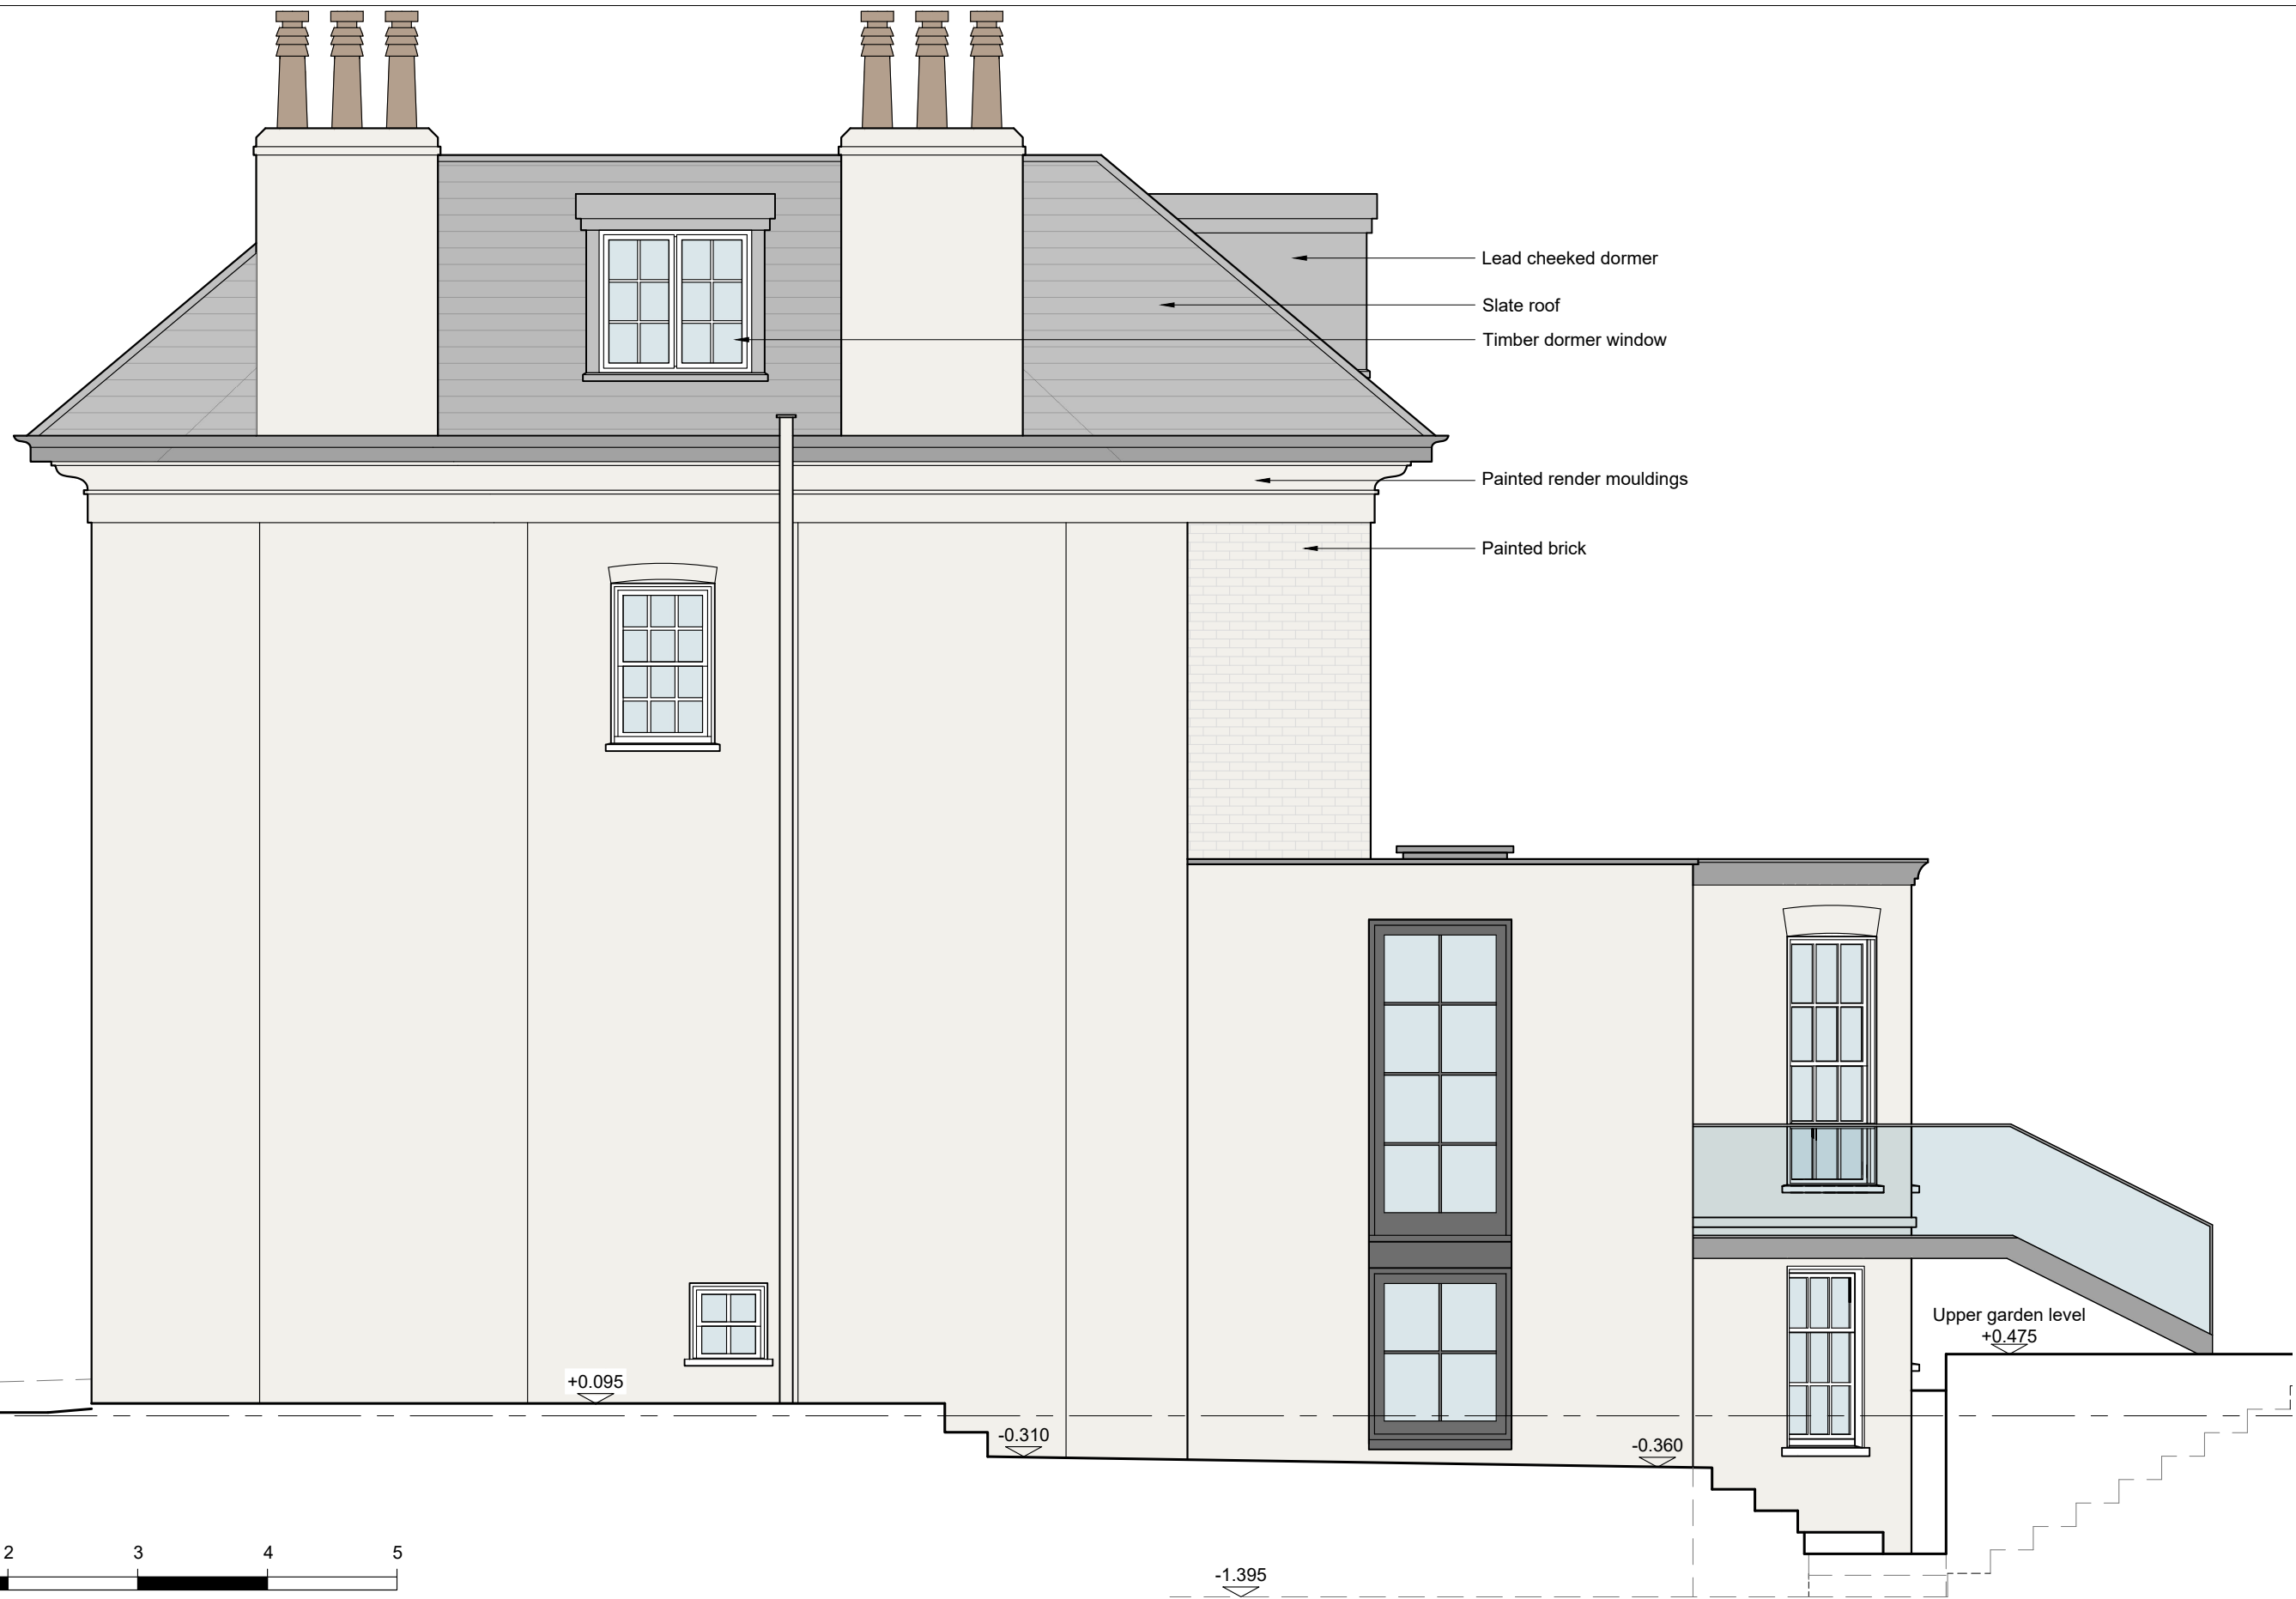 Lead cheeked dormer
Slate roof
Timber dormer window
Painted render mouldings
Painted brick
Upper garden level
+0.475
+0.095
-0.310
-0.360
2 3 4 5
-1.395